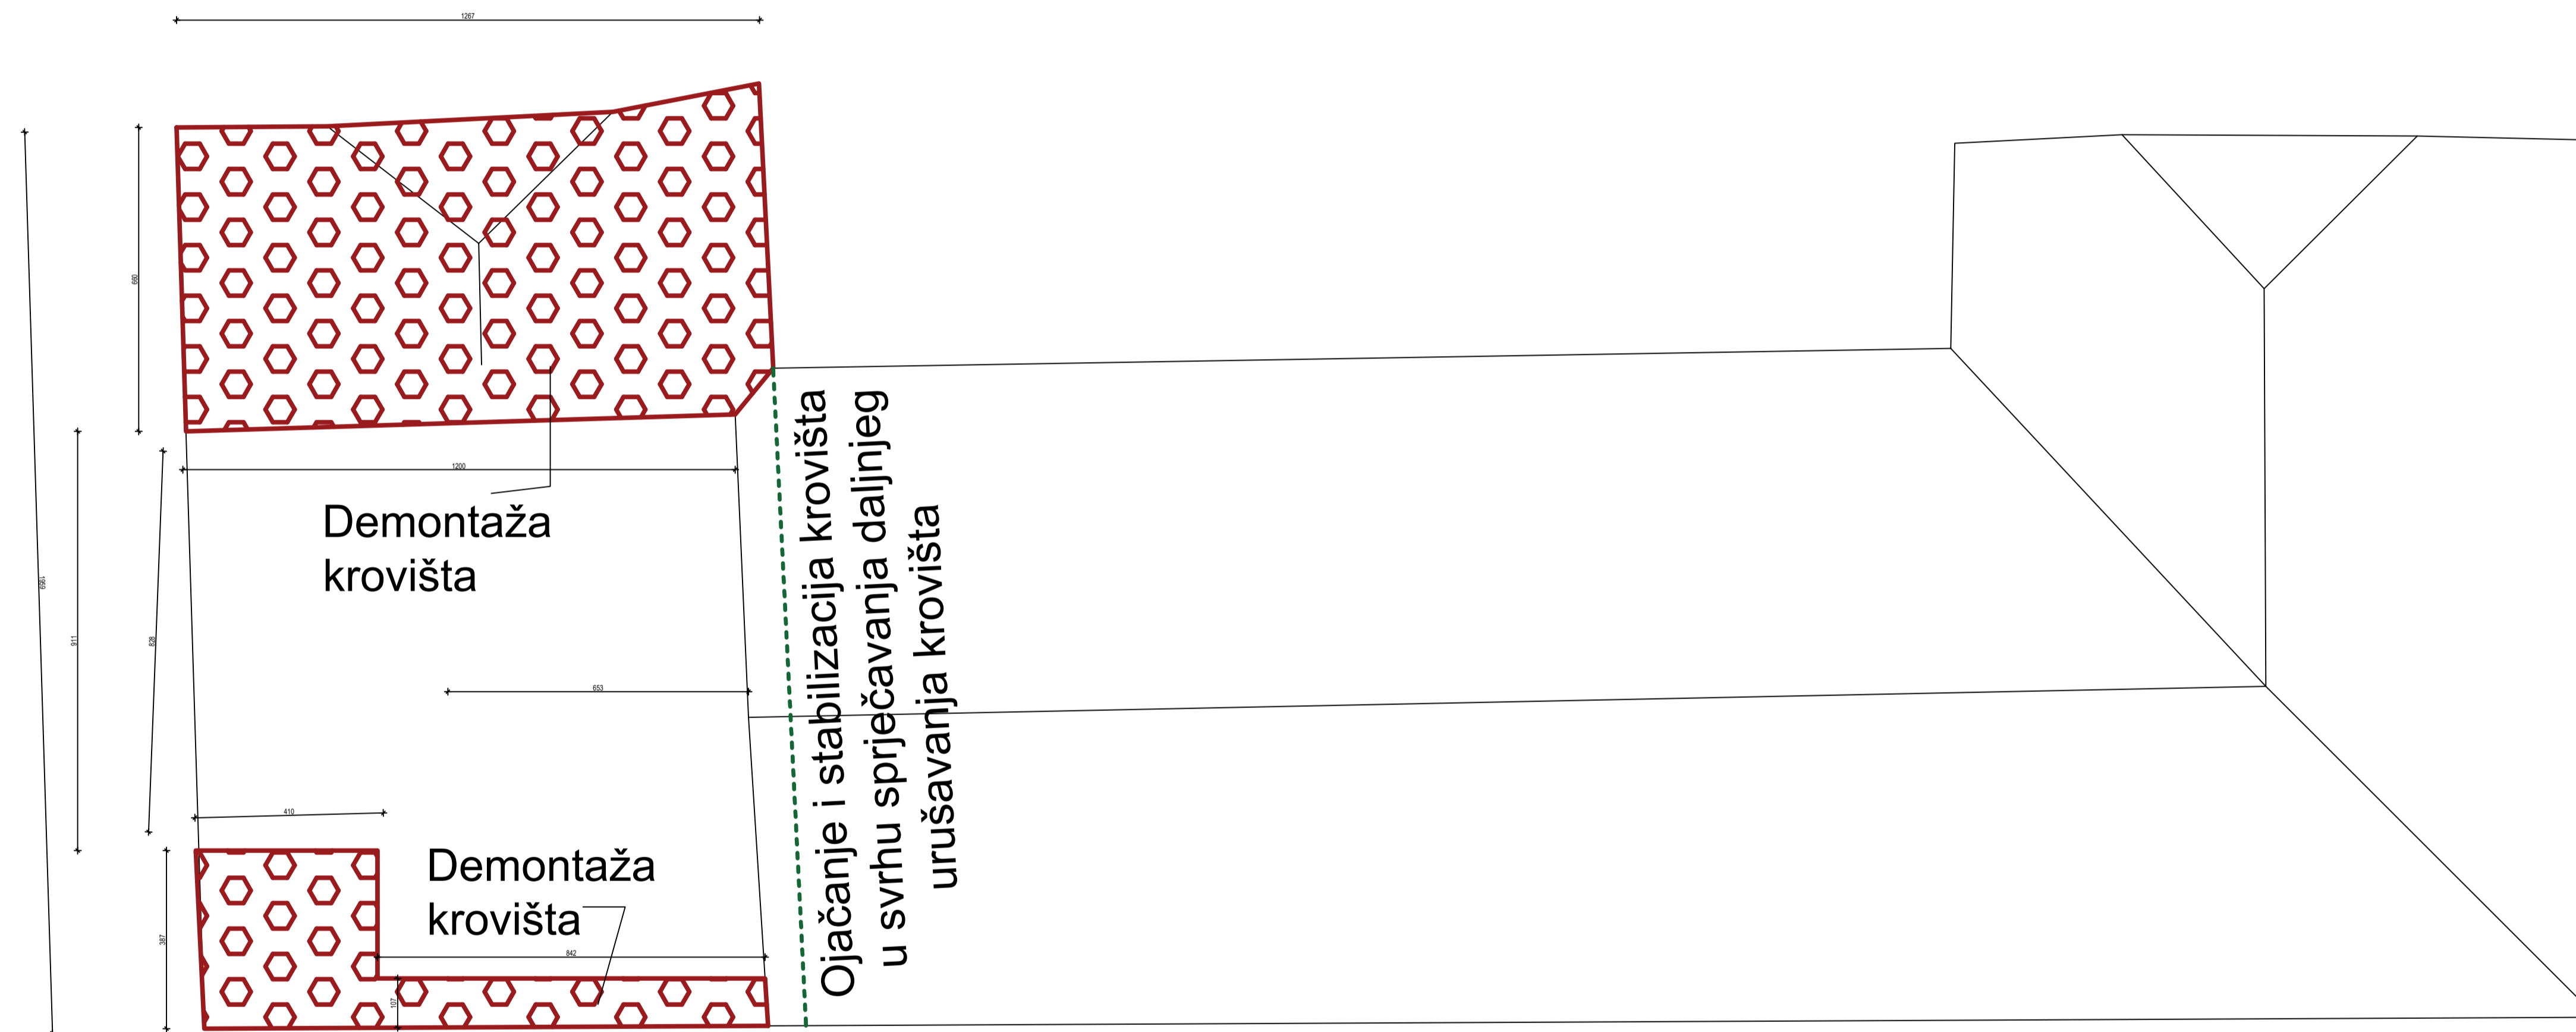 1267
660
1200
Demontaža
krovišta
1959
911
828
653
410
Demontaža
krovišta
387
842
107
Ojačanje i stabilizacija krovišta
u svrhu sprječavanja daljnjeg
urušavanja krovišta